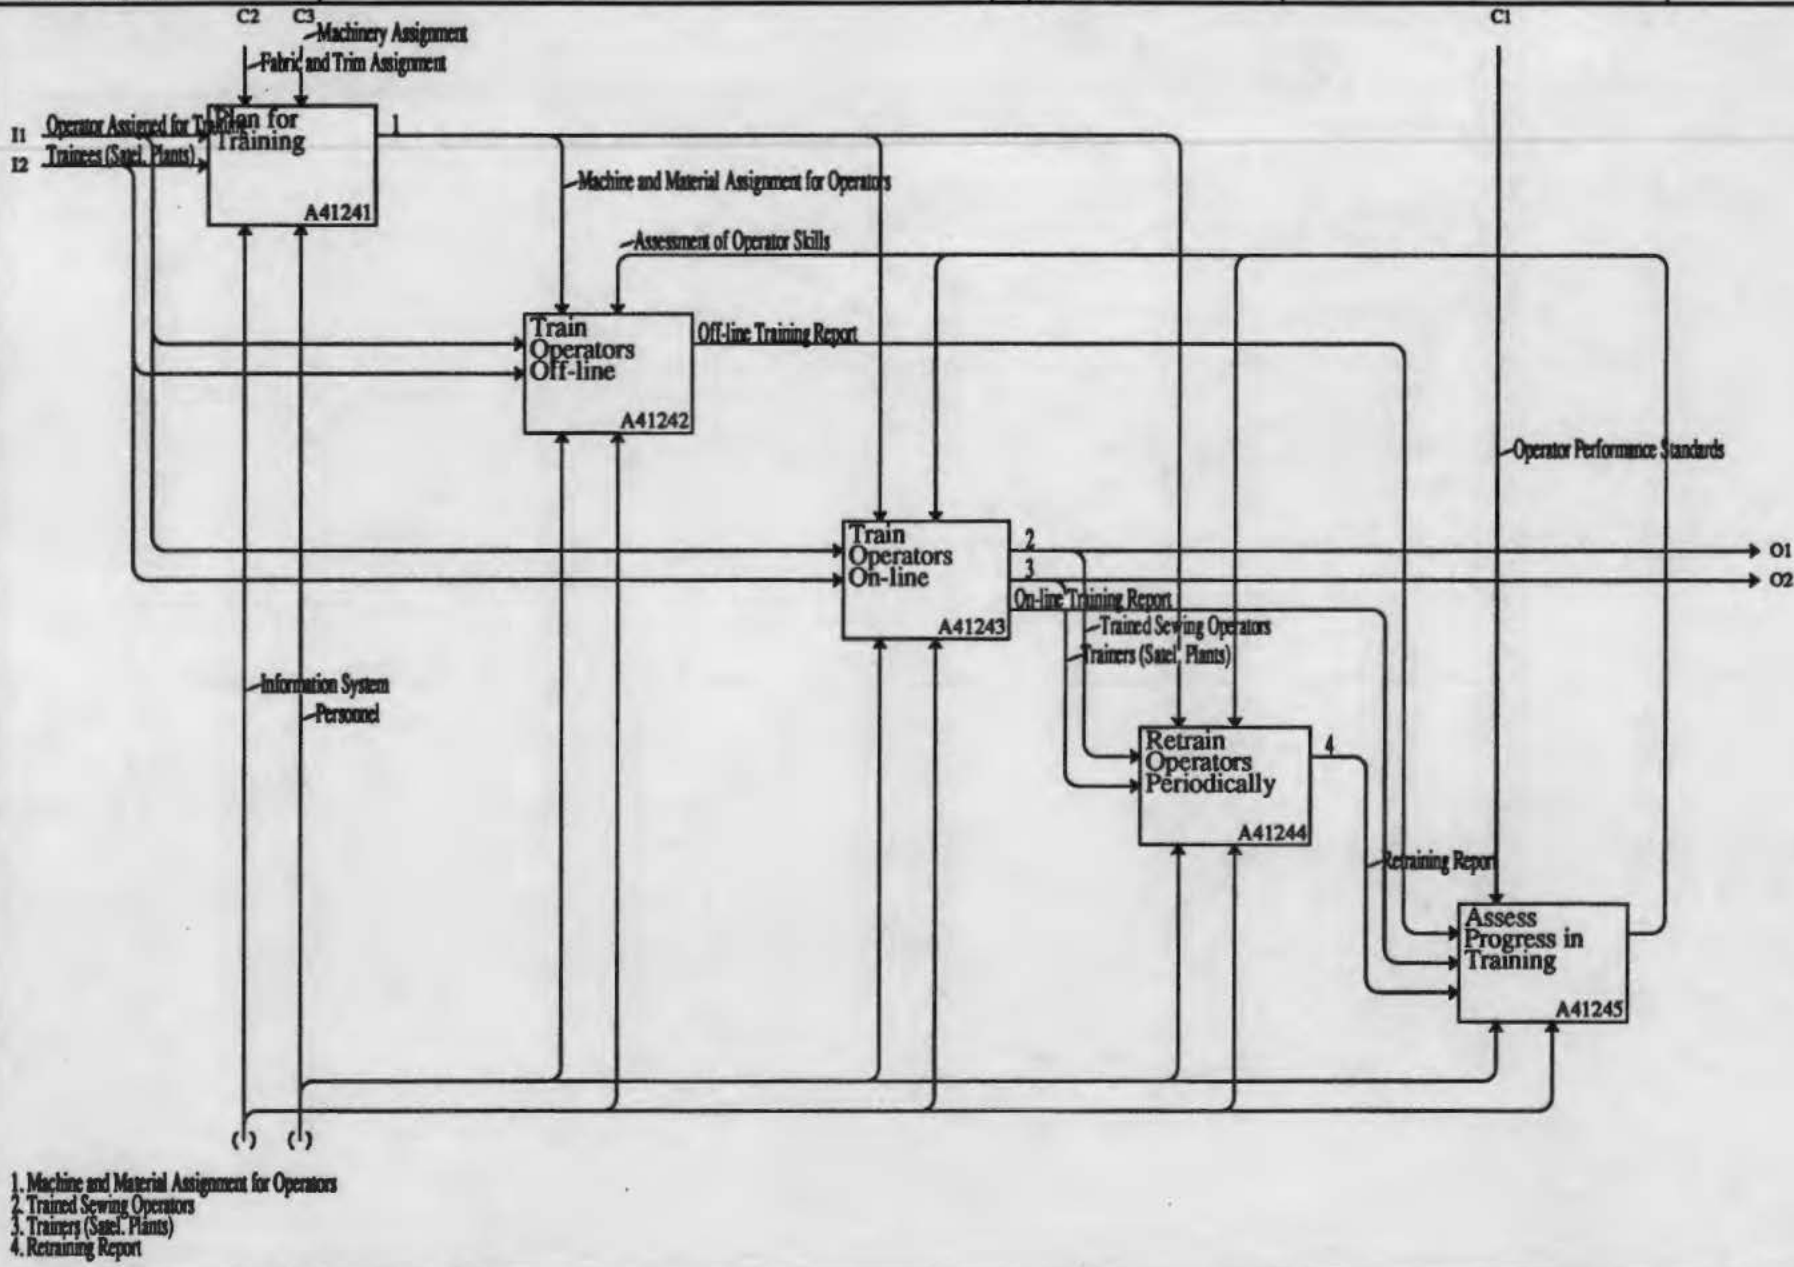 C2
C3
C1
Machinery Assignment
Fabric and Trim Assignment
I1
Operator Assigned for Training
I2
Trainees (Satel. Plants)
Plan for
Training
A41241
1
Machine and Material Assignment for Operators
Assessment of Operator Skills
Train
Operators
Off-line
A41242
Off-line Training Report
Operator Performance Standards
Train
Operators
On-line
A41243
2
3
O1
O2
On-line Training Report
Trained Sewing Operators
Trainers (Satel. Plants)
Information System
Personnel
Retrain
Operators
Periodically
A41244
4
Retraining Report
Assess
Progress in
Training
A41245
( )
( )
1. Machine and Material Assignment for Operators
2. Trained Sewing Operators
3. Trainers (Satel. Plants)
4. Retraining Report